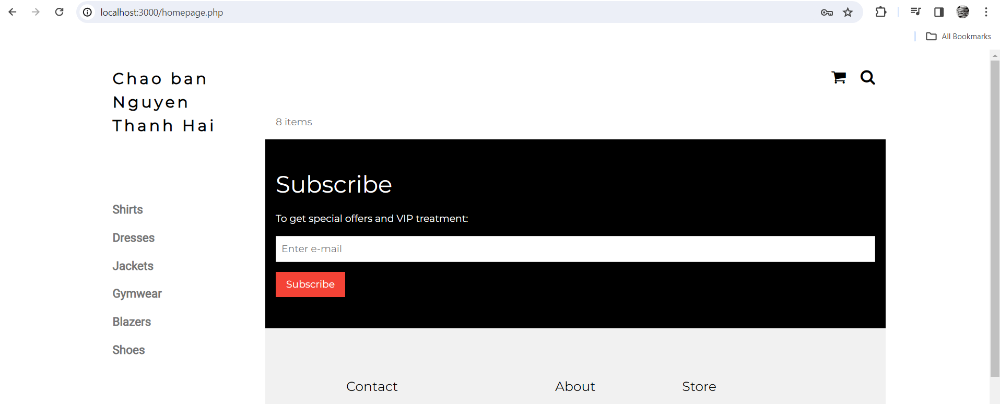 localhost:3000/homepage.php
All Bookmarks
Chao ban
Nguyen
Thanh Hai
8 items
Subscribe
To get special offers and VIP treatment:
Enter e-mail
Subscribe
Shirts
Dresses
Jackets
Gymwear
Blazers
Shoes
Contact
About
Store